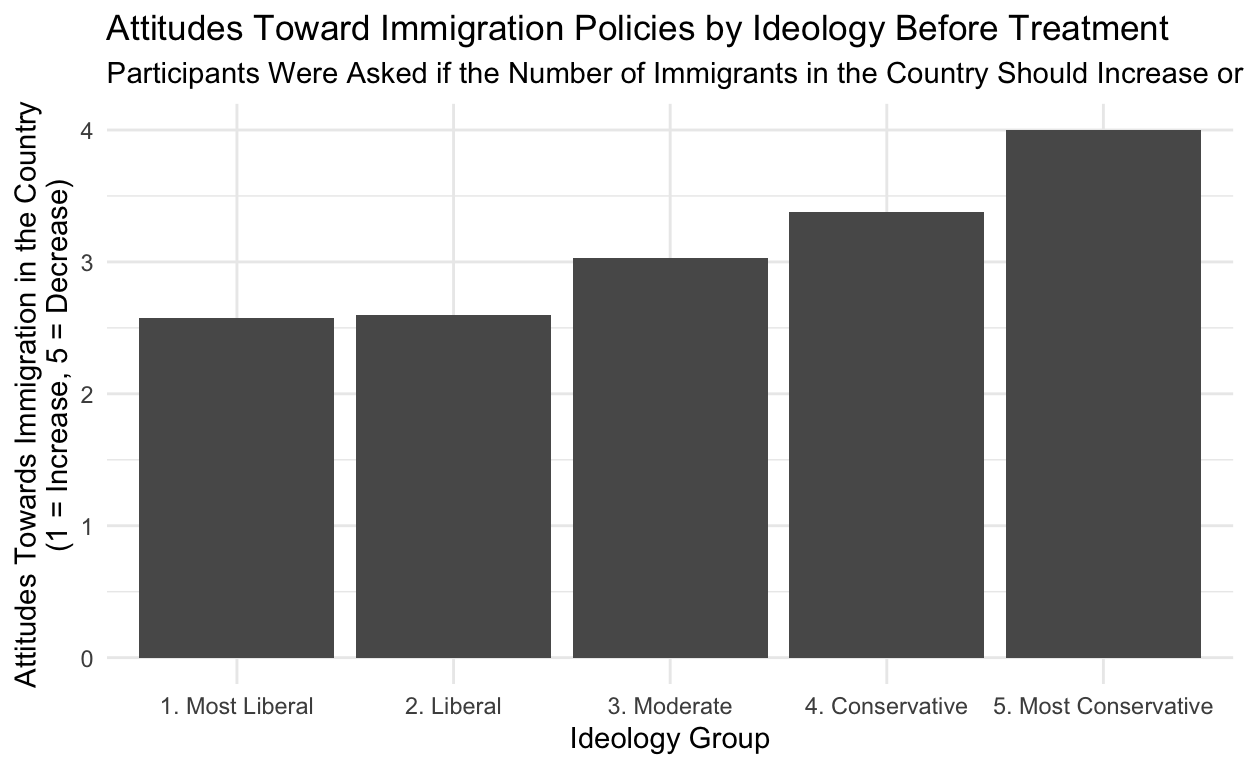 Attitudes Toward Immigration Policies by Ideology Before Treatment
Participants Were Asked if the Number of Immigrants in the Country Should Increase or
Attitudes Towards Immigration in the Country
(1 = Increase, 5 = Decrease)
4
3
2
1
0
1. Most Liberal
2. Liberal
3. Moderate
4. Conservative
5. Most Conservative
Ideology Group